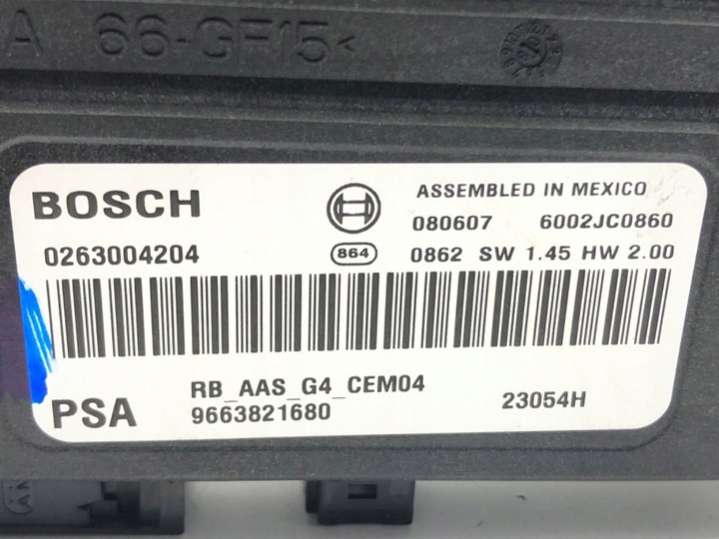 A 66-GF15<
BOSCH
ASSEMBLED IN MEXICO
080607 6002JC0860
0263004204
864
0862 SW 1.45 HW 2.00
RB_AAS_G4_CEM04
PSA
9663821680
23054H